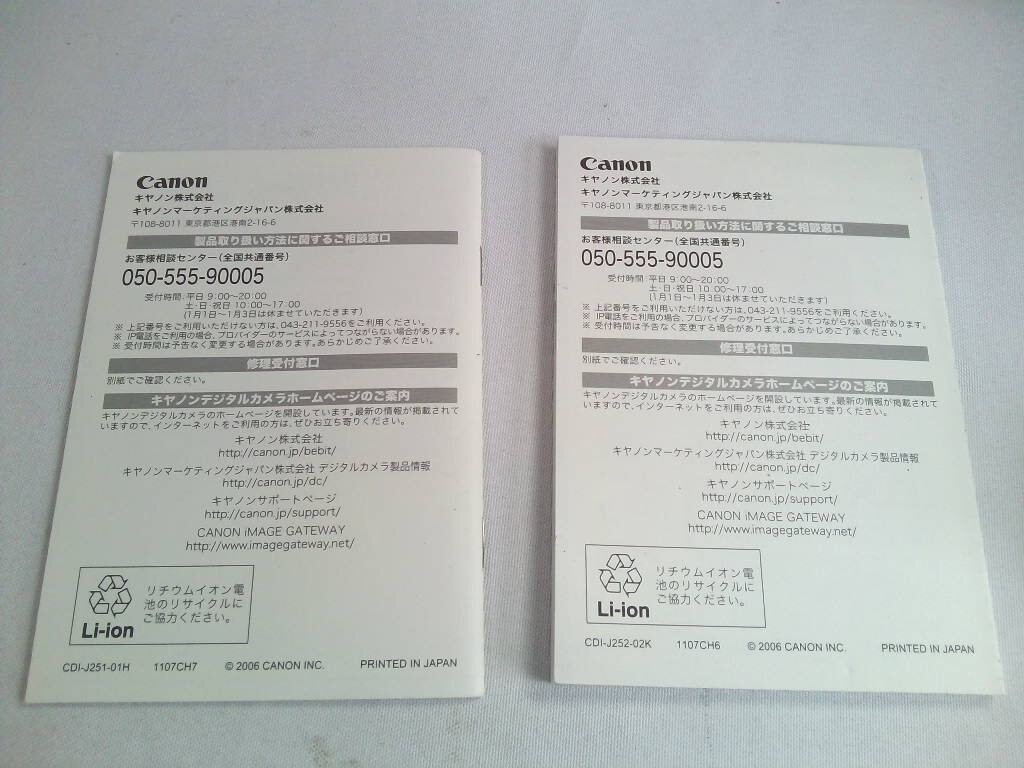 Canon
キヤノン株式会社
キヤノンマーケティングジャパン株式会社
〒108-8011 東京都港区港南2-16-6
製品取り扱い方法に関するご相談窓口
お客様相談センター(全国共通番号)
050-555-90005
受付時間:平日 9:00〜20:00
土・日・祝日 10:00〜17:00
(1月1日〜1月3日は休ませていただきます)
※ 上記番号をご利用いただけない方は、043-211-9556をご利用ください。
※ IP電話をご利用の場合、プロバイダーのサービスによってつながらない場合があります。
※ 受付時間は予告なく変更する場合があります。あらかじめご了承ください。
修理受付窓口
別紙でご確認ください。
キヤノンデジタルカメラホームページのご案内
キヤノンデジタルカメラのホームページを開設しています。最新の情報が掲載されて
いますので、インターネットをご利用の方は、ぜひお立ち寄りください。
キヤノン株式会社
http://canon.jp/bebit/
キヤノンマーケティングジャパン株式会社 デジタルカメラ製品情報
http://canon.jp/dc/
キヤノンサポートページ
http://canon.jp/support/
CANON iMAGE GATEWAY
http://www.imagegateway.net/
リチウムイオン電
池のリサイクルに
ご協力ください。
Li-ion
CDI-J251-01H 1107CH7 © 2006 CANON INC. PRINTED IN JAPAN
Canon
キヤノン株式会社
キヤノンマーケティングジャパン株式会社
〒108-8011 東京都港区港南2-16-6
製品取り扱い方法に関するご相談窓口
お客様相談センター(全国共通番号)
050-555-90005
受付時間:平日 9:00〜20:00
土・日・祝日 10:00〜17:00
(1月1日〜1月3日は休ませていただきます)
※ 上記番号をご利用いただけない方は、043-211-9556をご利用ください。
※ IP電話をご利用の場合、プロバイダーのサービスによってつながらない場合があります。
※ 受付時間は予告なく変更する場合があります。あらかじめご了承ください。
修理受付窓口
別紙でご確認ください。
キヤノンデジタルカメラホームページのご案内
キヤノンデジタルカメラのホームページを開設しています。最新の情報が掲載されて
いますので、インターネットをご利用の方は、ぜひお立ち寄りください。
キヤノン株式会社
http://canon.jp/bebit/
キヤノンマーケティングジャパン株式会社 デジタルカメラ製品情報
http://canon.jp/dc/
キヤノンサポートページ
http://canon.jp/support/
CANON iMAGE GATEWAY
http://www.imagegateway.net/
リチウムイオン電
池のリサイクルに
ご協力ください。
Li-ion
CDI-J252-02K 1107CH6 © 2006 CANON INC. PRINTED IN JAPAN